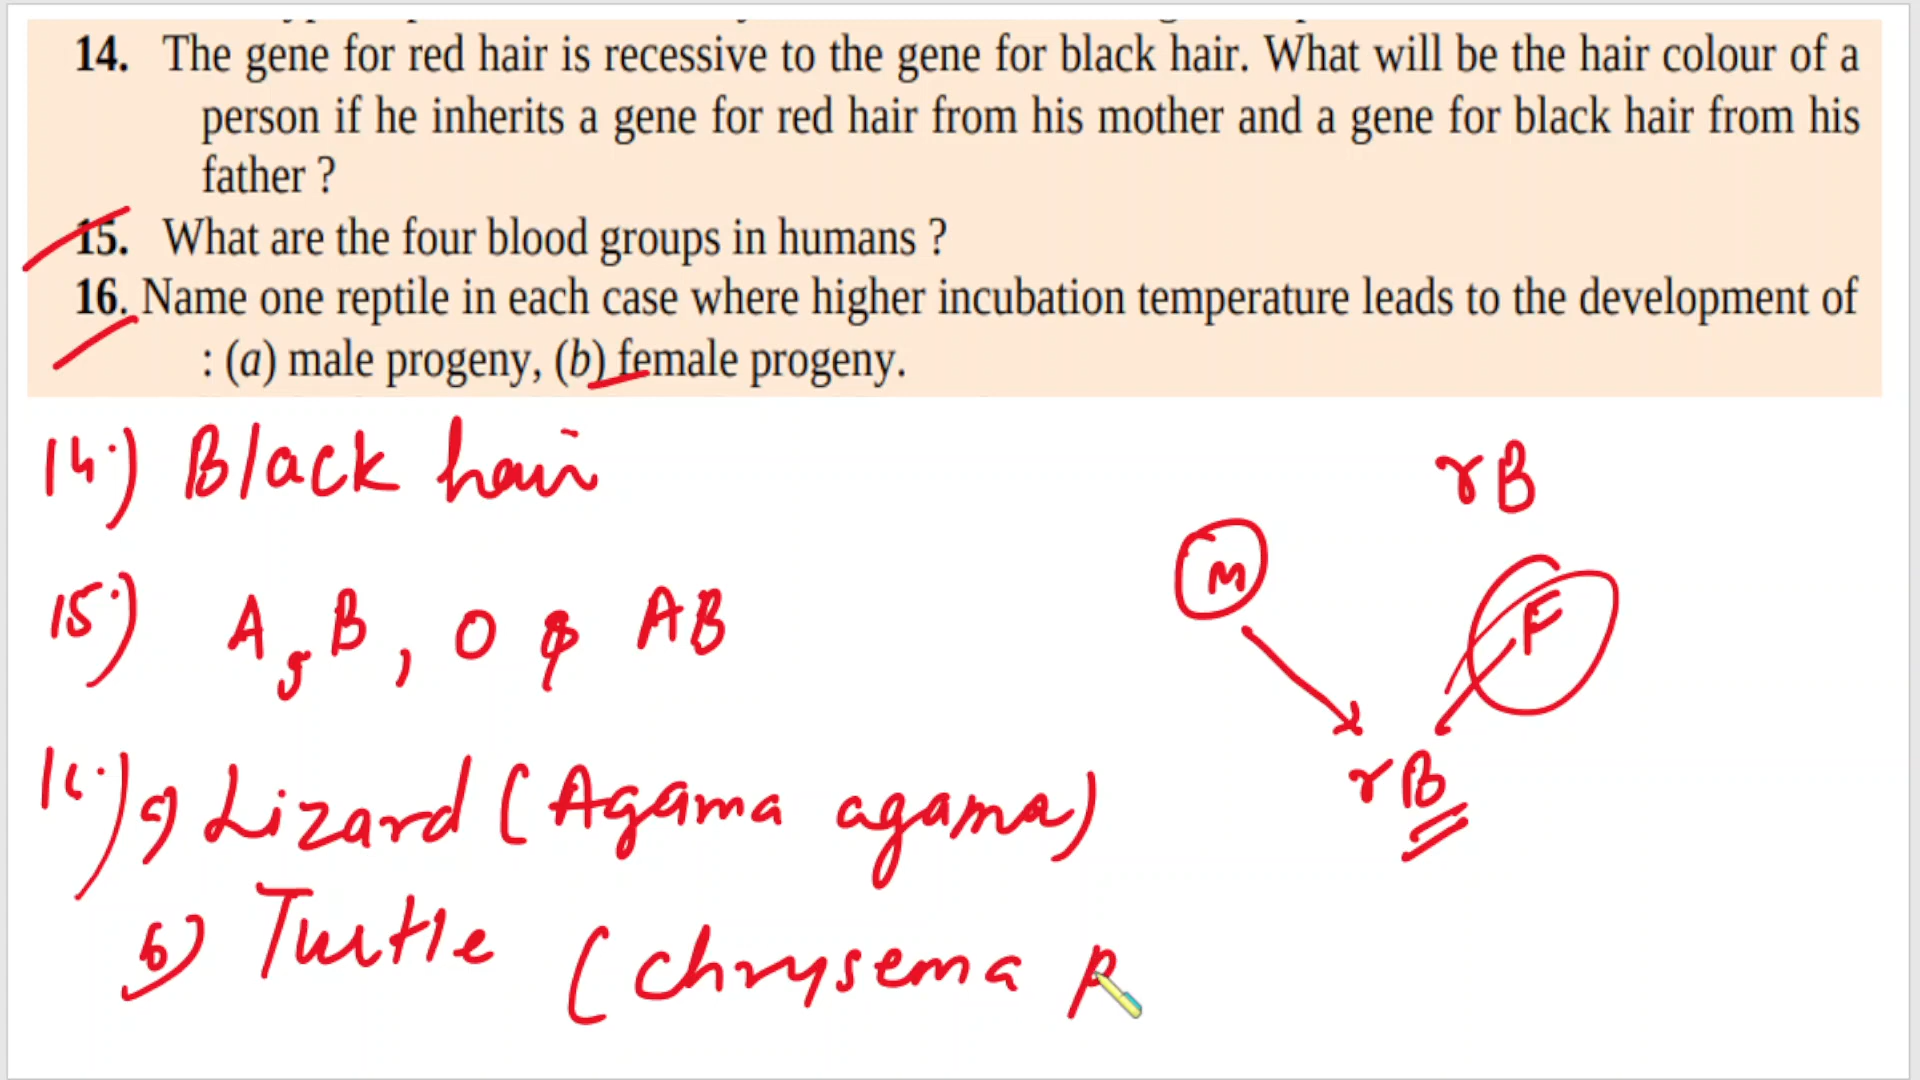 14. The gene for red hair is recessive to the gene for black hair. What will be the hair colour of a
person if he inherits a gene for red hair from his mother and a gene for black hair from his
father ?
15. What are the four blood groups in humans ?
16. Name one reptile in each case where higher incubation temperature leads to the development of
: (a) male progeny, (b) female progeny.
14.) Black hair
rB
M
F
15.) A, B, O & AB
rB
16.) a) Lizard (Agama agama)
b) Turtle (Chrysema p